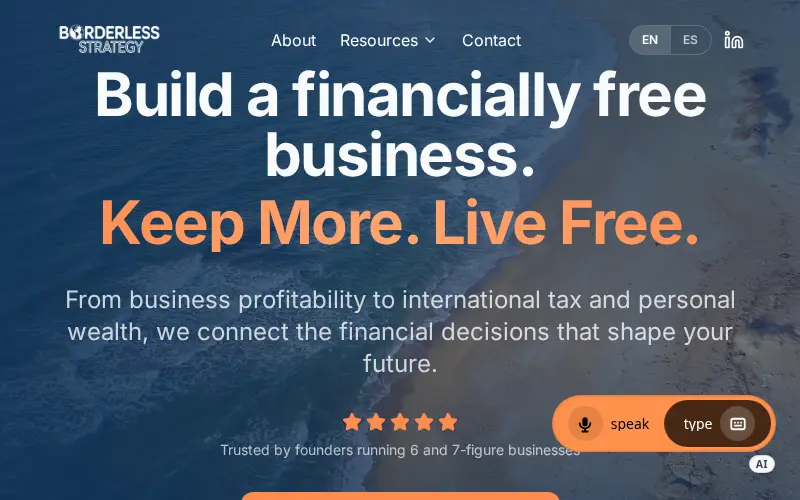 BORDERLESS
STRATEGY
About
Resources
Contact
EN
ES
Build a financially free
business.
Keep More. Live Free.
From business profitability to international tax and personal
wealth, we connect the financial decisions that shape your
future.
speak
type
Trusted by founders running 6 and 7-figure businesses
AI